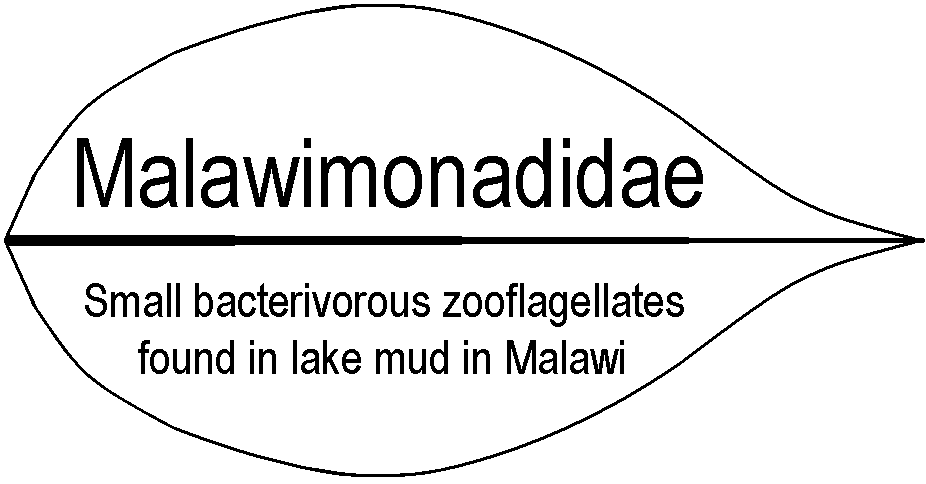 Malawimonadidae
Small bacterivorous zooflagellates
found in lake mud in Malawi